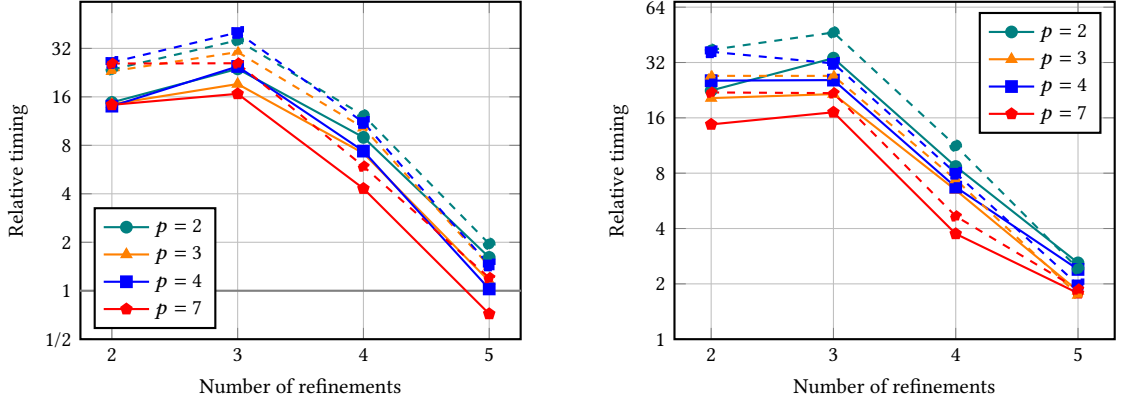 Relative timing
32
16
8
4
2
1
1/2
p = 2
p = 3
p = 4
p = 7
2 3 4 5
Number of refinements
Relative timing
64
32
16
8
4
2
1
p = 2
p = 3
p = 4
p = 7
2 3 4 5
Number of refinements